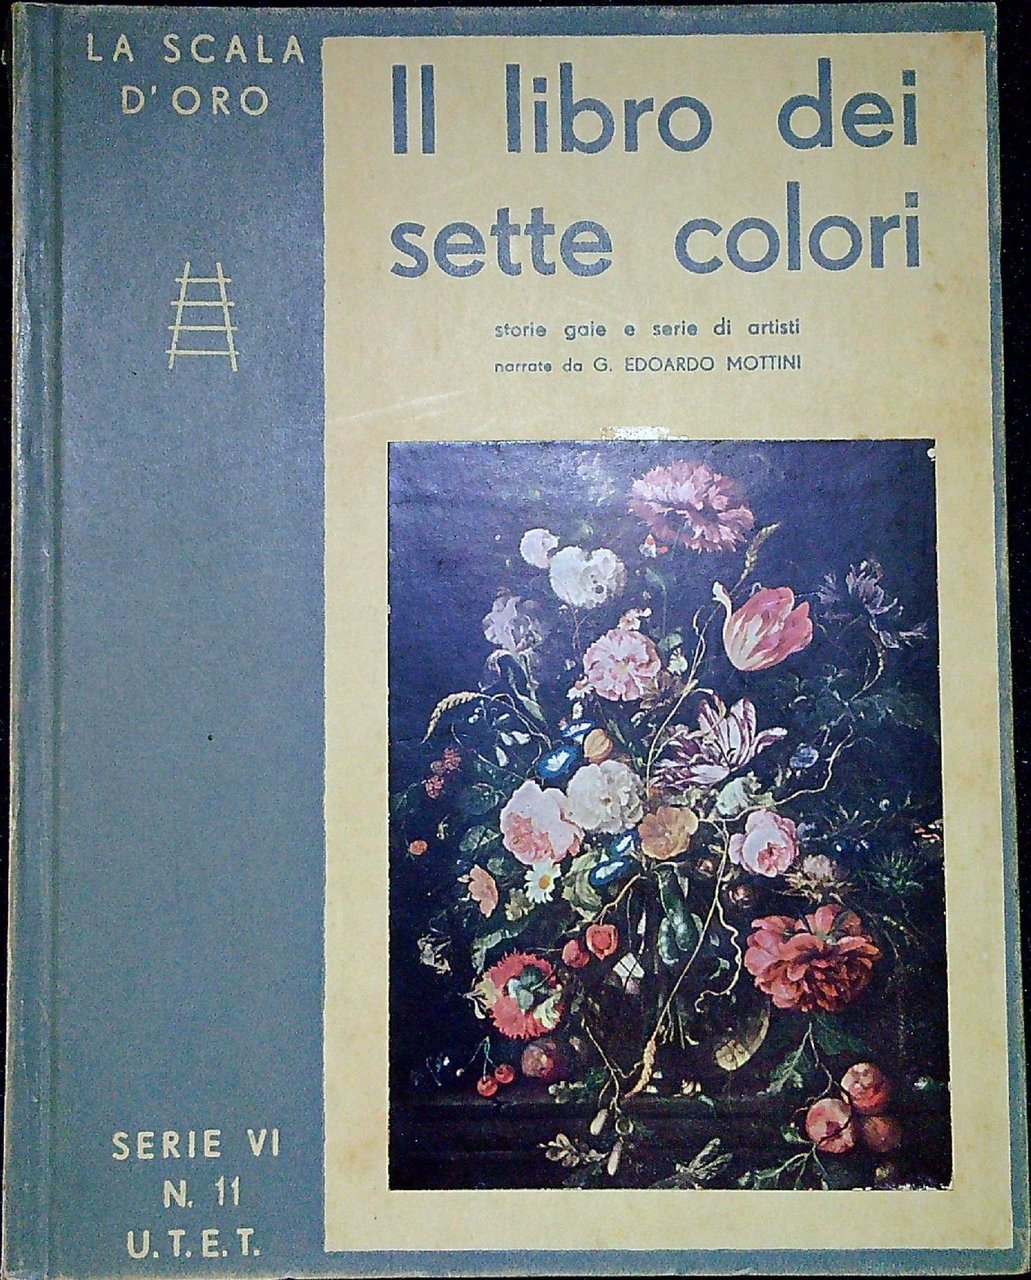 LA SCALA
D'ORO
Il libro dei
sette colori
storie gaie e serie di artisti
narrate da G. EDOARDO MOTTINI
SERIE VI
N. 11
U.T.E.T.